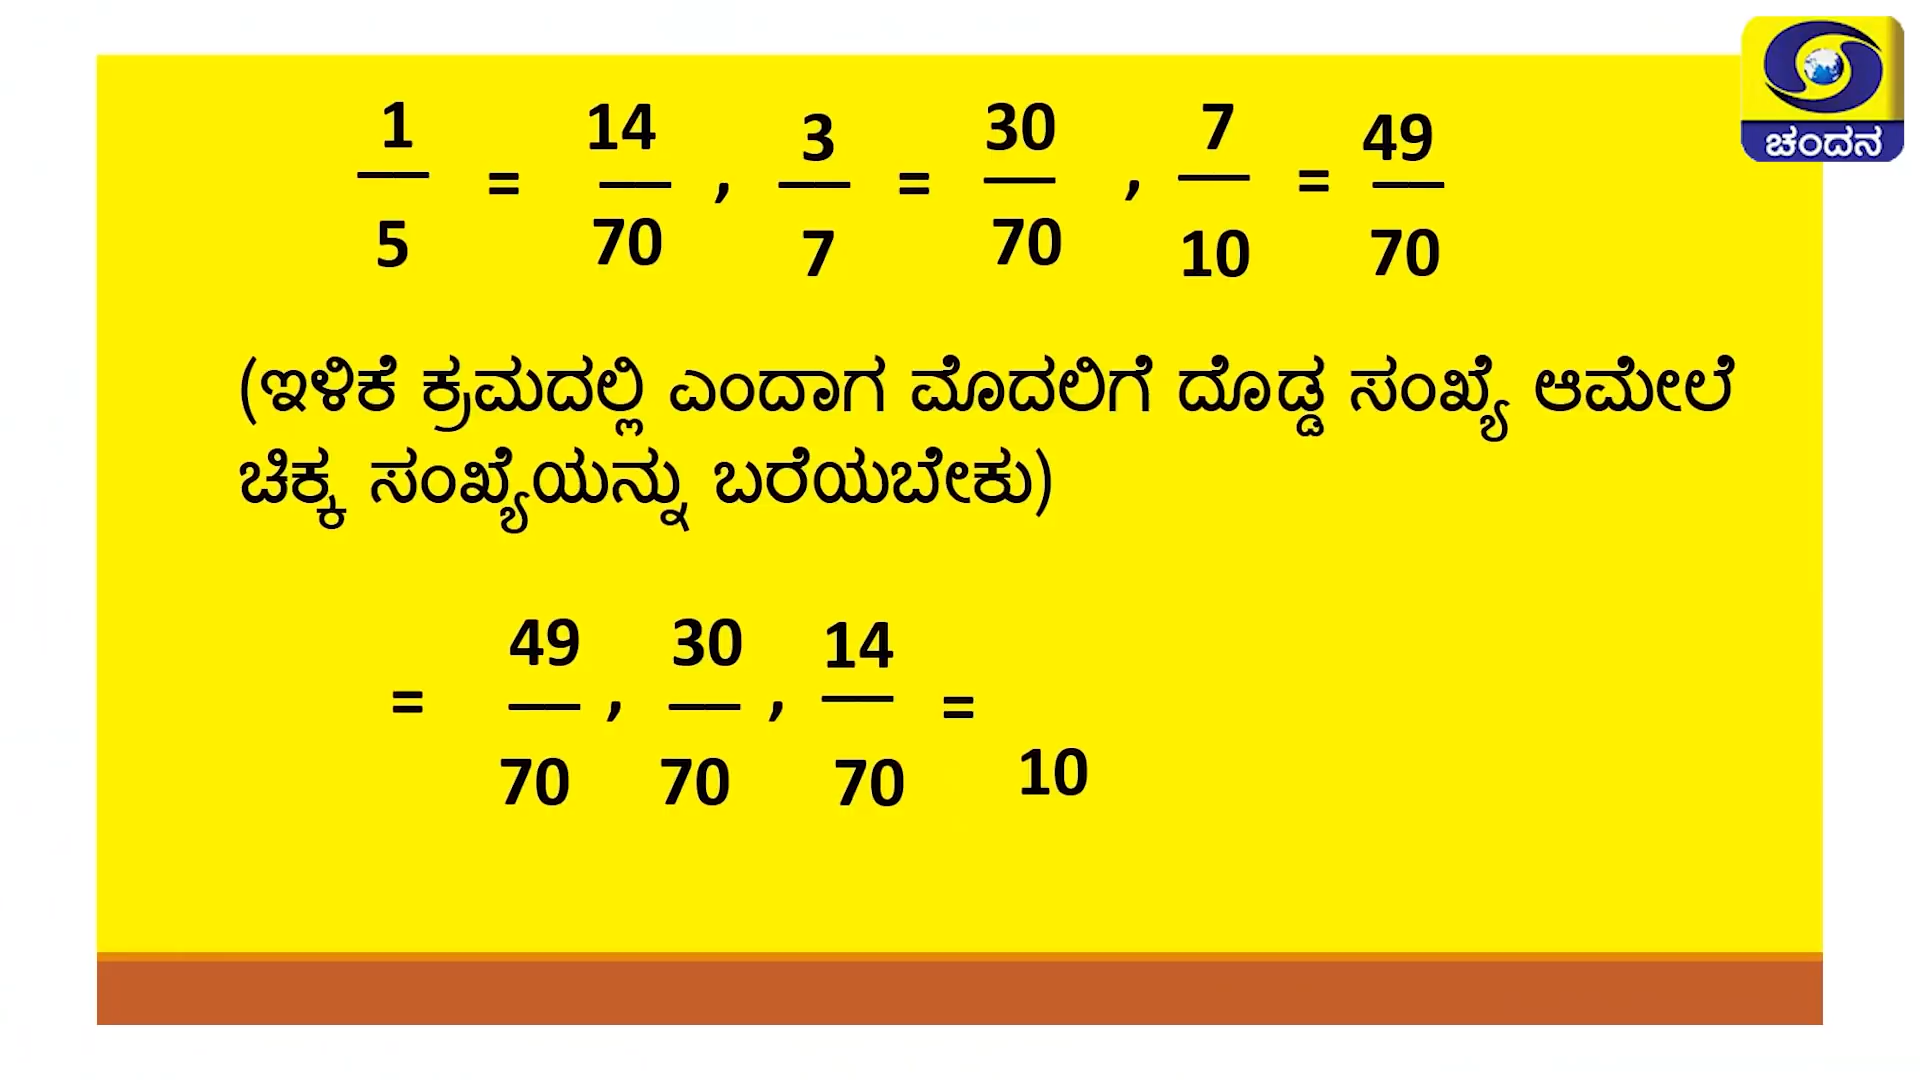 ಚಂದನ
1/5 = 14/70 , 3/7 = 30/70 , 7/10 = 49/70
(ಇಳಿಕೆ ಕ್ರಮದಲ್ಲಿ ಎಂದಾಗ ಮೊದಲಿಗೆ ದೊಡ್ಡ ಸಂಖ್ಯೆ ಆಮೇಲೆ
ಚಿಕ್ಕ ಸಂಖ್ಯೆಯನ್ನು ಬರೆಯಬೇಕು)
= 49/70 , 30/70 , 14/70 = 10